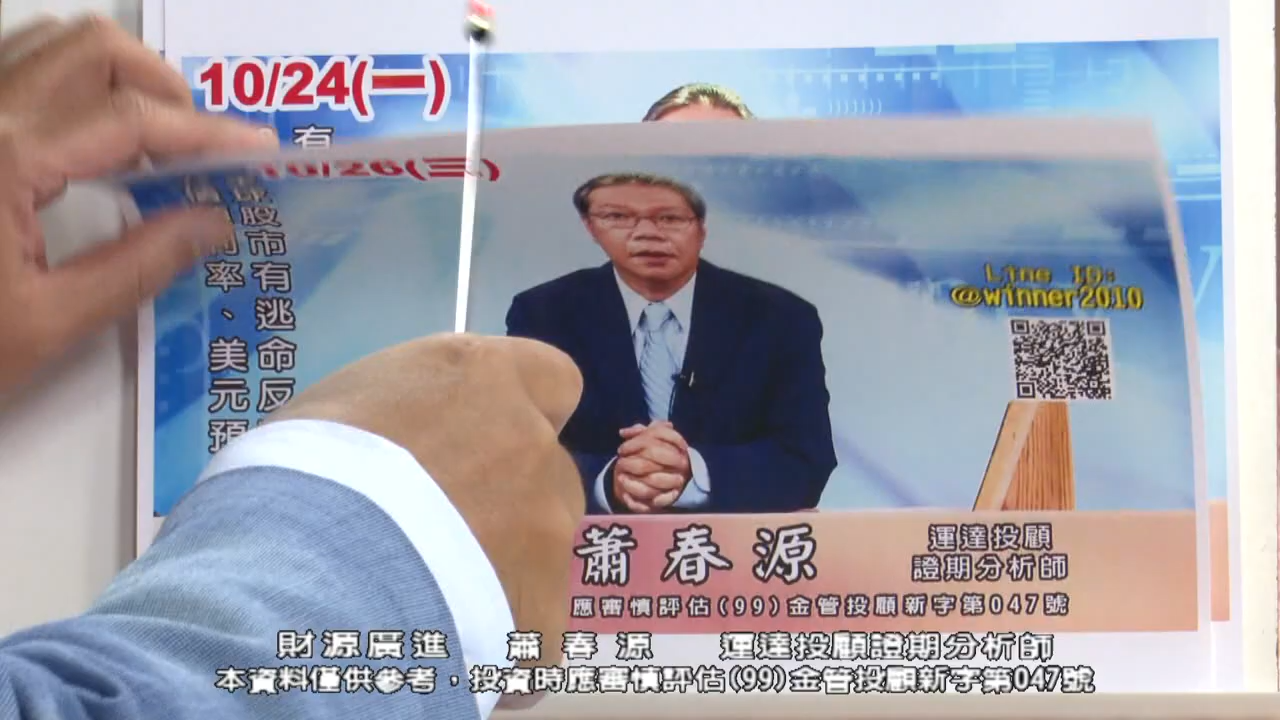 10/24(一)
有
10/26(三)
球股市有逃命反
率、美元預
Line ID:
@winner2010
蕭春源
運達投顧
證期分析師
應審慎評估(99)金管投顧新字第047號
財源廣進 蕭春源 運達投顧證期分析師
本資料僅供參考，投資時應審慎評估(99)金管投顧新字第047號